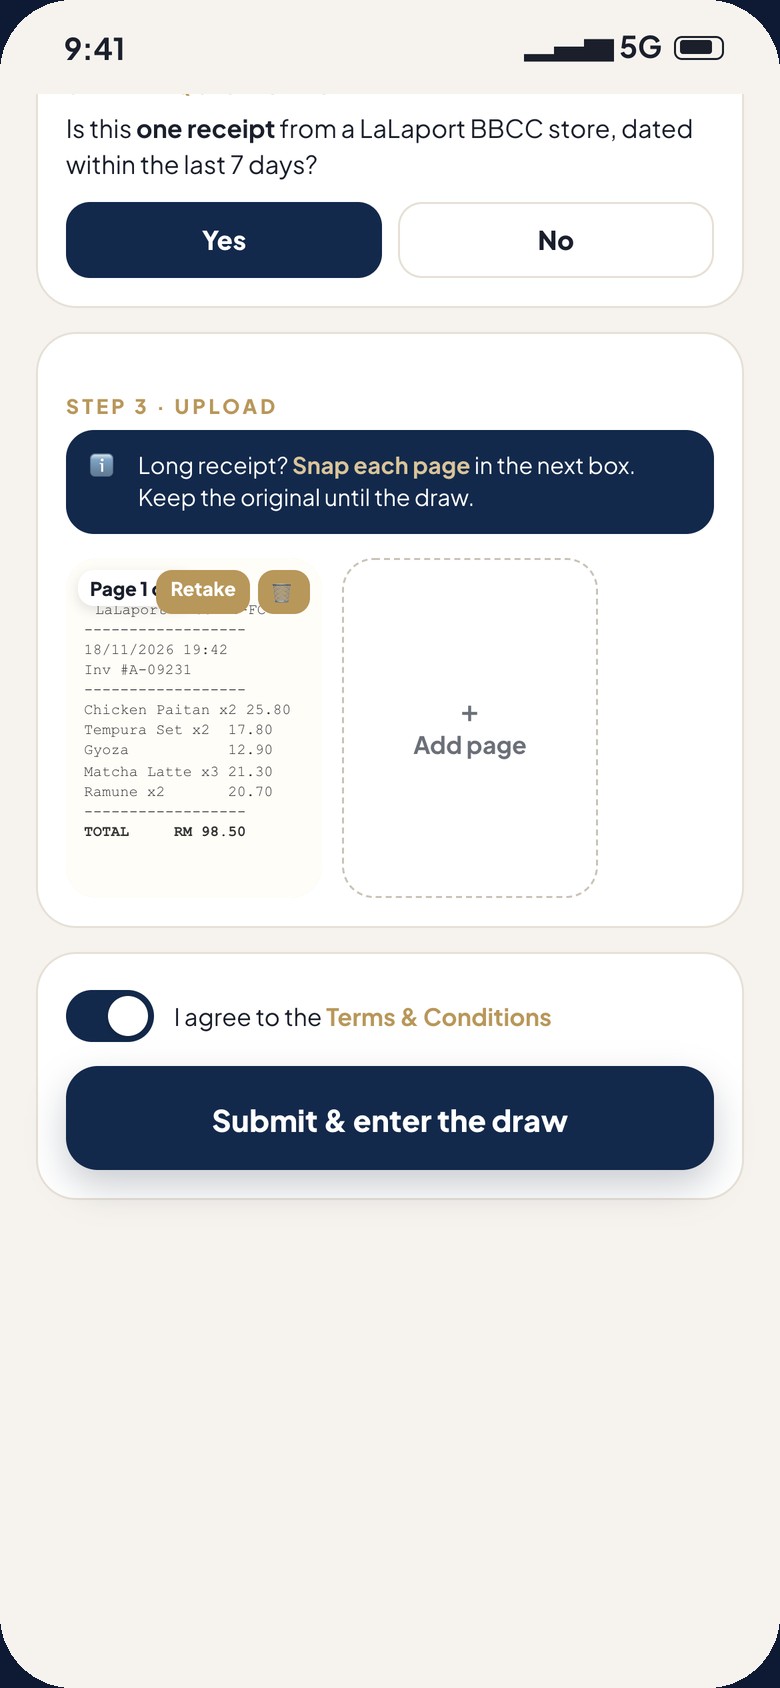 9:41
5G
Is this one receipt from a LaLaport BBCC store, dated
within the last 7 days?
Yes
No
STEP 3 · UPLOAD
Long receipt? Snap each page in the next box.
Keep the original until the draw.
Page 1
Retake
LaLaport
------------------
18/11/2026 19:42
Inv #A-09231
------------------
Chicken Paitan x2 25.80
Tempura Set x2 17.80
Gyoza 12.90
Matcha Latte x3 21.30
Ramune x2 20.70
------------------
TOTAL RM 98.50
+
Add page
I agree to the Terms & Conditions
Submit & enter the draw